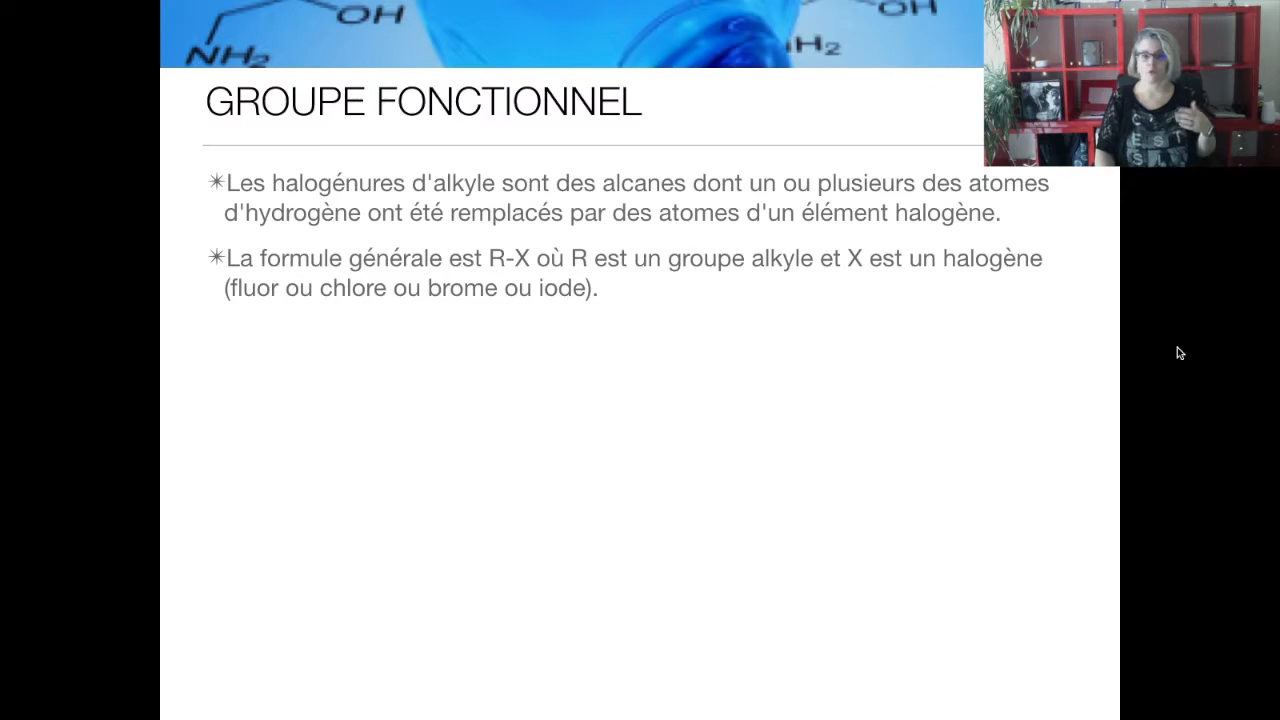 OH
OH
NH₂
H₂
GROUPE FONCTIONNEL
✴Les halogénures d'alkyle sont des alcanes dont un ou plusieurs des atomes
d'hydrogène ont été remplacés par des atomes d'un élément halogène.
✴La formule générale est R-X où R est un groupe alkyle et X est un halogène
(fluor ou chlore ou brome ou iode).